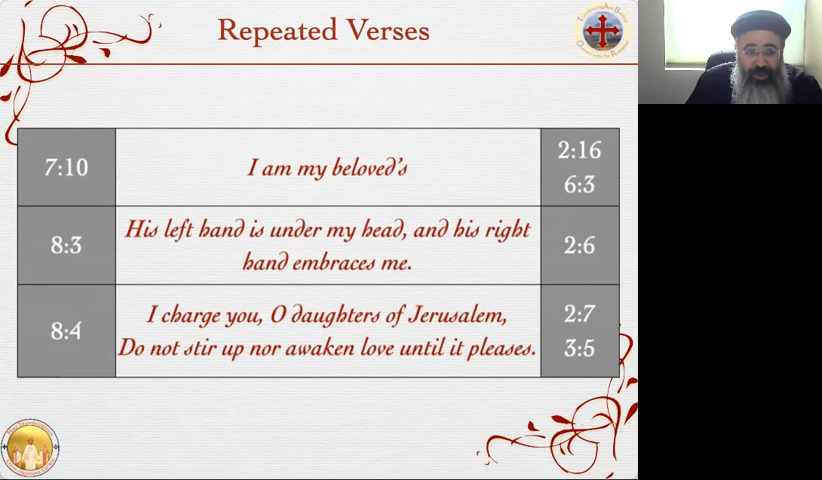 Repeated Verses
7:10
I am my beloved's
2:16
6:3
8:3
His left hand is under my head, and his right
hand embraces me.
2:6
8:4
I charge you, O daughters of Jerusalem,
Do not stir up nor awaken love until it pleases.
2:7
3:5